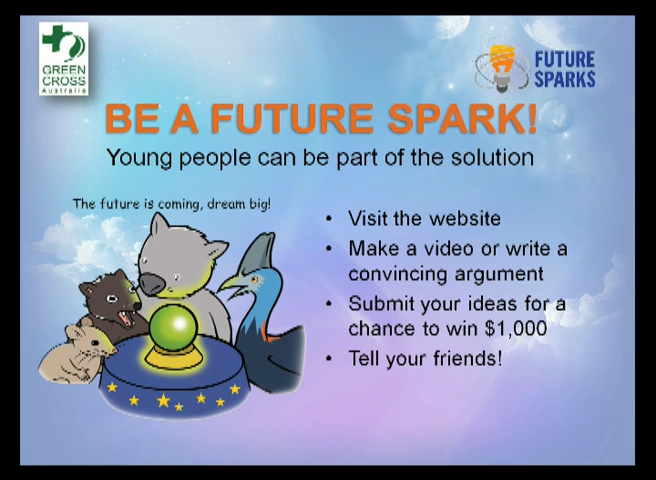 GREEN
CROSS
Australia
FUTURE
SPARKS
BE A FUTURE SPARK!
Young people can be part of the solution
The future is coming, dream big!
• Visit the website
• Make a video or write a
convincing argument
• Submit your ideas for a
chance to win $1,000
• Tell your friends!